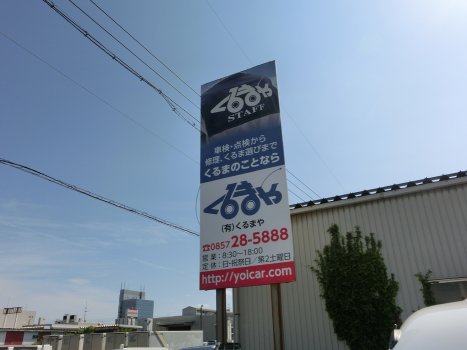 くるまや
STAFF
車検・点検から
修理、くるま選びまで
くるまのことなら
くるまや
(有)くるまや
☎0857 28-5888
営業：8:30〜18:00
定休：日・祝祭日／第2土曜日
http://yoicar.com